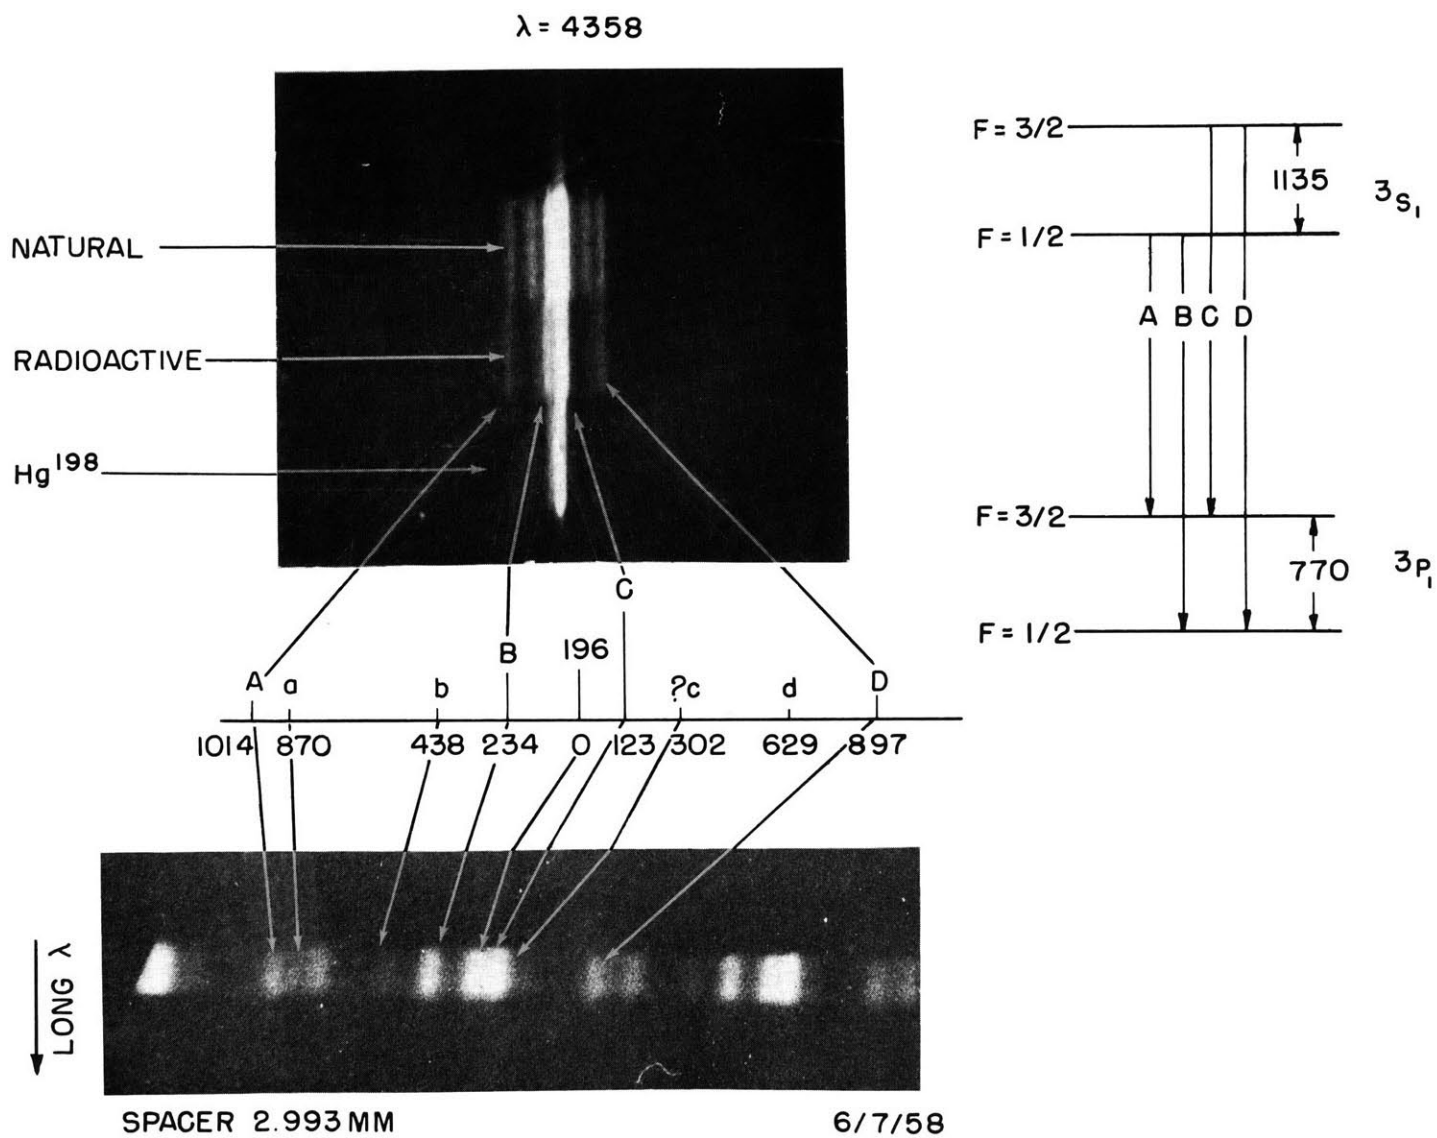 λ = 4358
NATURAL
RADIOACTIVE
Hg¹⁹⁸
F = 3/2
1135
³S₁
F = 1/2
A B C D
F = 3/2
770
³P₁
F = 1/2
C
B
196
A a b ?c d D
1014 870 438 234 0 123 302 629 897
LONG λ
SPACER 2.993 MM
6/7/58